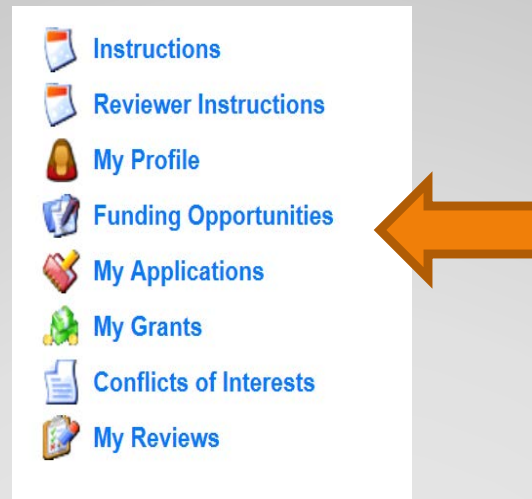 Instructions
Reviewer Instructions
My Profile
Funding Opportunities
My Applications
My Grants
Conflicts of Interests
My Reviews